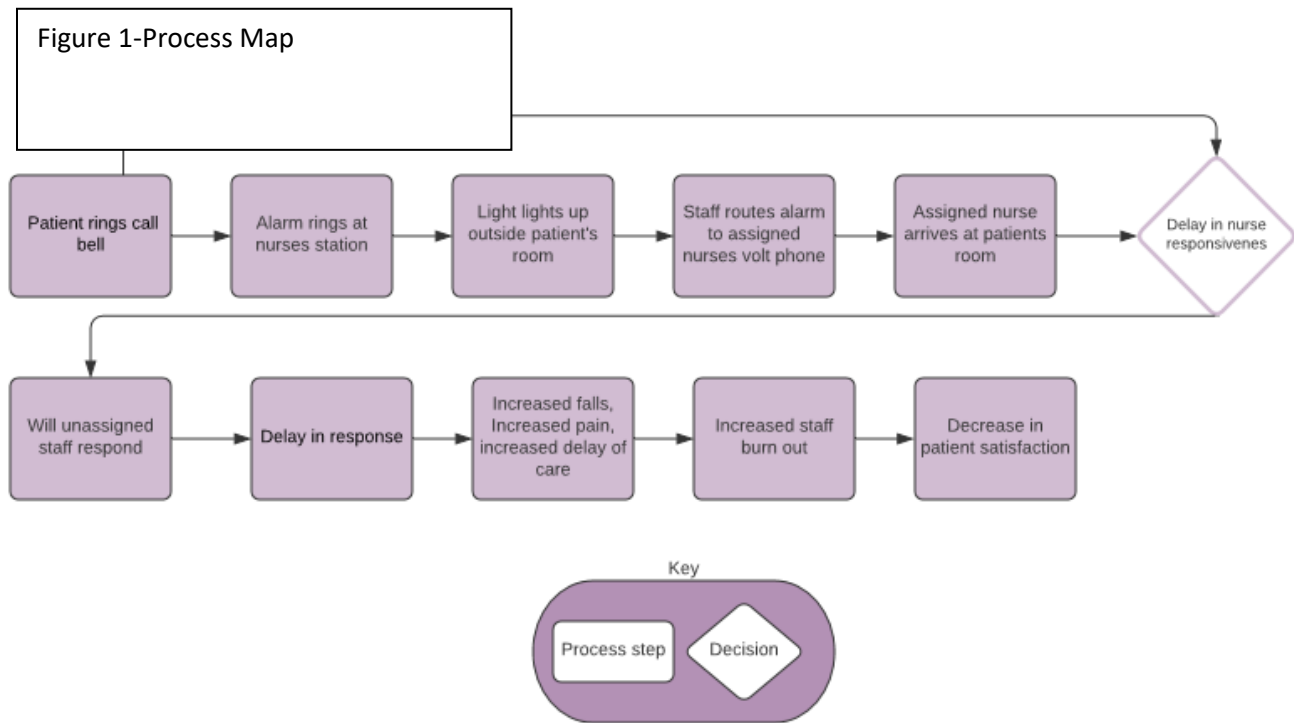 Figure 1-Process Map
Patient rings call
bell
Alarm rings at
nurses station
Light lights up
outside patient's
room
Staff routes alarm
to assigned
nurses volt phone
Assigned nurse
arrives at patients
room
Delay in nurse
responsivenes
Will unassigned
staff respond
Delay in response
Increased falls,
Increased pain,
increased delay of
care
Increased staff
burn out
Decrease in
patient satisfaction
Key
Process step
Decision